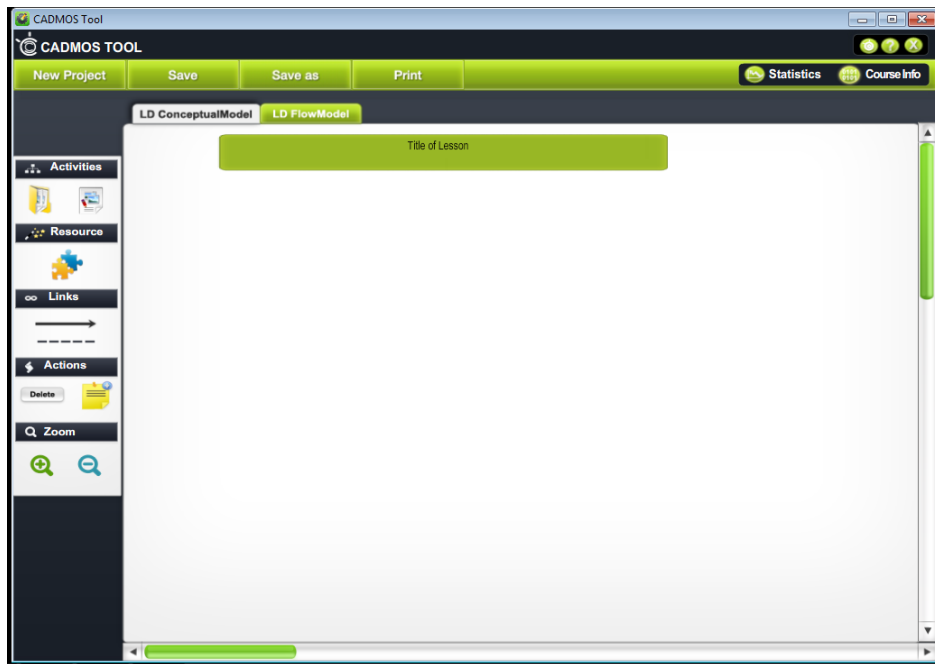 CADMOS Tool
CADMOS TOOL
New Project Save Save as Print Statistics Course Info
LD ConceptualModel LD FlowModel
Title of Lesson
Activities
Resource
Links
Actions
Delete
Zoom